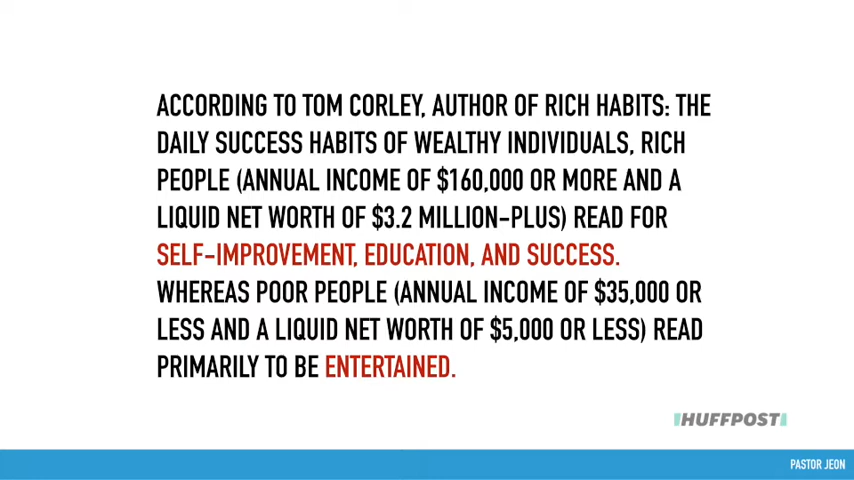 ACCORDING TO TOM CORLEY, AUTHOR OF RICH HABITS: THE
DAILY SUCCESS HABITS OF WEALTHY INDIVIDUALS, RICH
PEOPLE (ANNUAL INCOME OF $160,000 OR MORE AND A
LIQUID NET WORTH OF $3.2 MILLION-PLUS) READ FOR
SELF-IMPROVEMENT, EDUCATION, AND SUCCESS.
WHEREAS POOR PEOPLE (ANNUAL INCOME OF $35,000 OR
LESS AND A LIQUID NET WORTH OF $5,000 OR LESS) READ
PRIMARILY TO BE ENTERTAINED.
HUFFPOST
PASTOR JEON